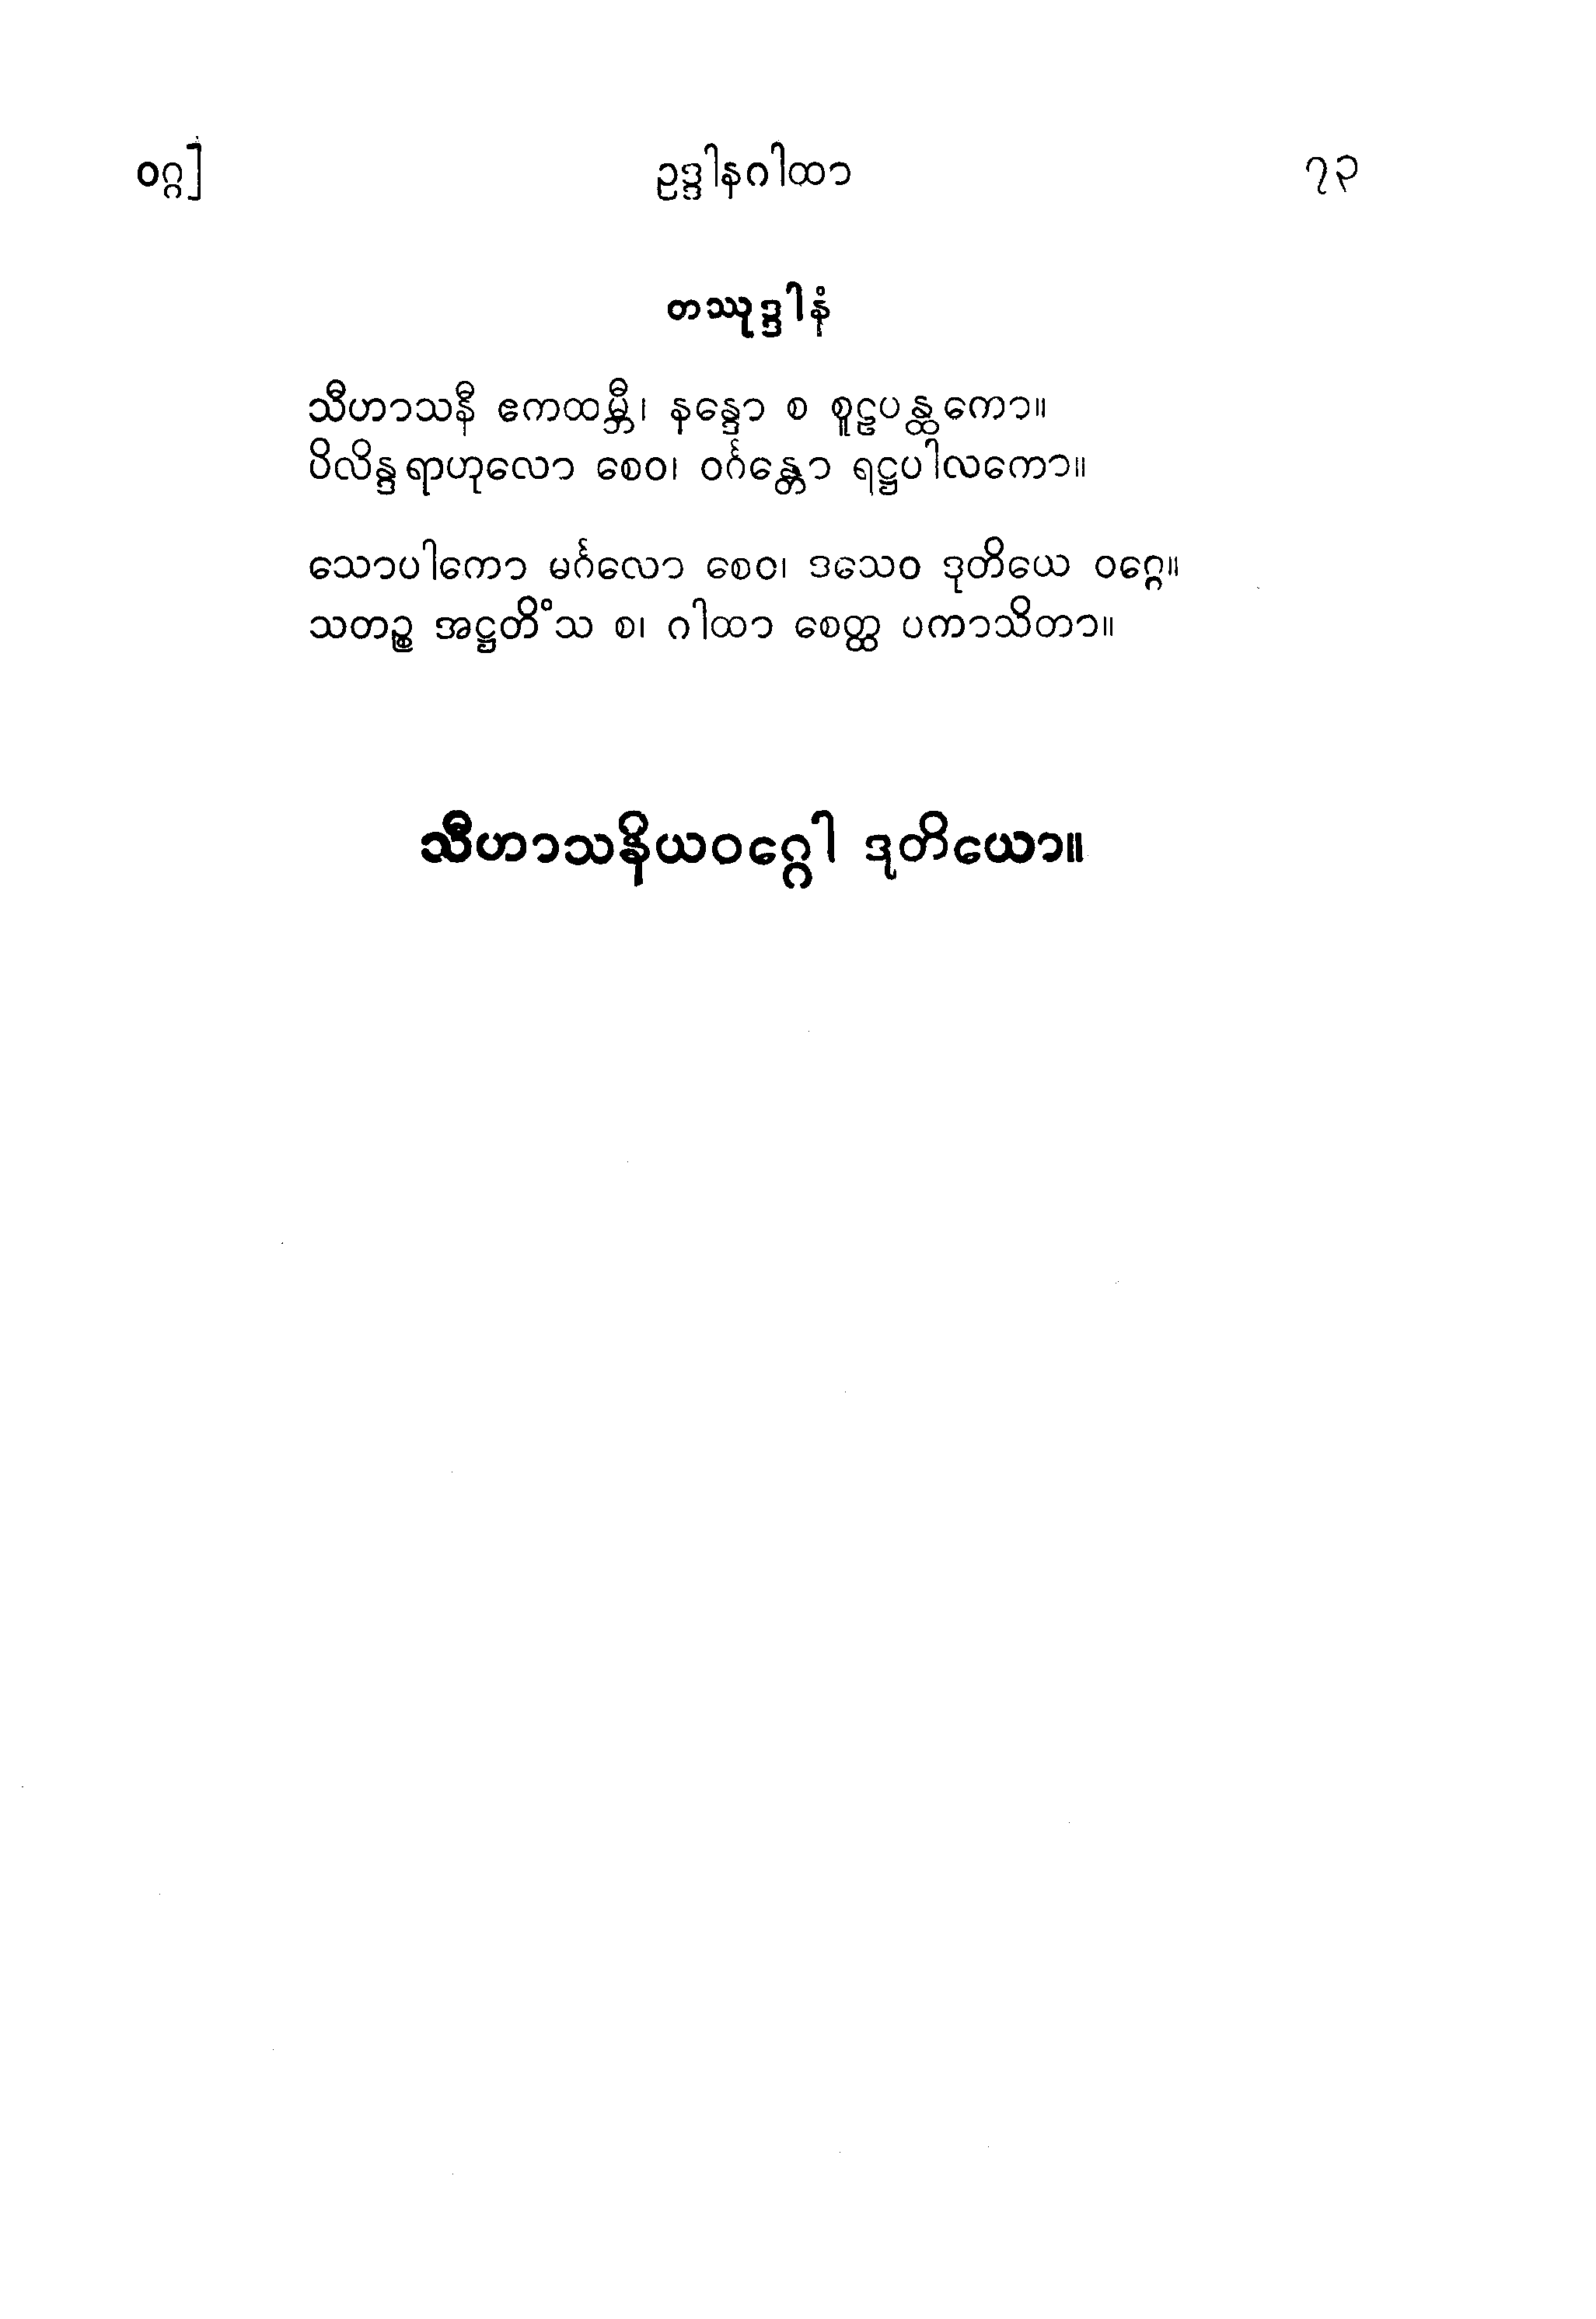 ဝဂ္ဂ] ဥဒ္ဒါနဂါထာ ၇၃
တဿုဒ္ဒါနံ
သီဟာသနီ ဧကထမ္ဘီ၊ နန္ဒော စ စူဠပန္ထကော။
ပိလိန္ဒရာဟုလော စေဝ၊ ဝင်္ဂန္တော ရဋ္ဌပါလကော။
သောပါကော မင်္ဂလော စေဝ၊ ဒသေဝ ဒုတိယေ ဝဂ္ဂေ။
သတဉ္စ အဋ္ဌတိံသ စ၊ ဂါထာ စေတ္ထ ပကာသိတာ။
သီဟာသနိယဝဂ္ဂေါ ဒုတိယော။